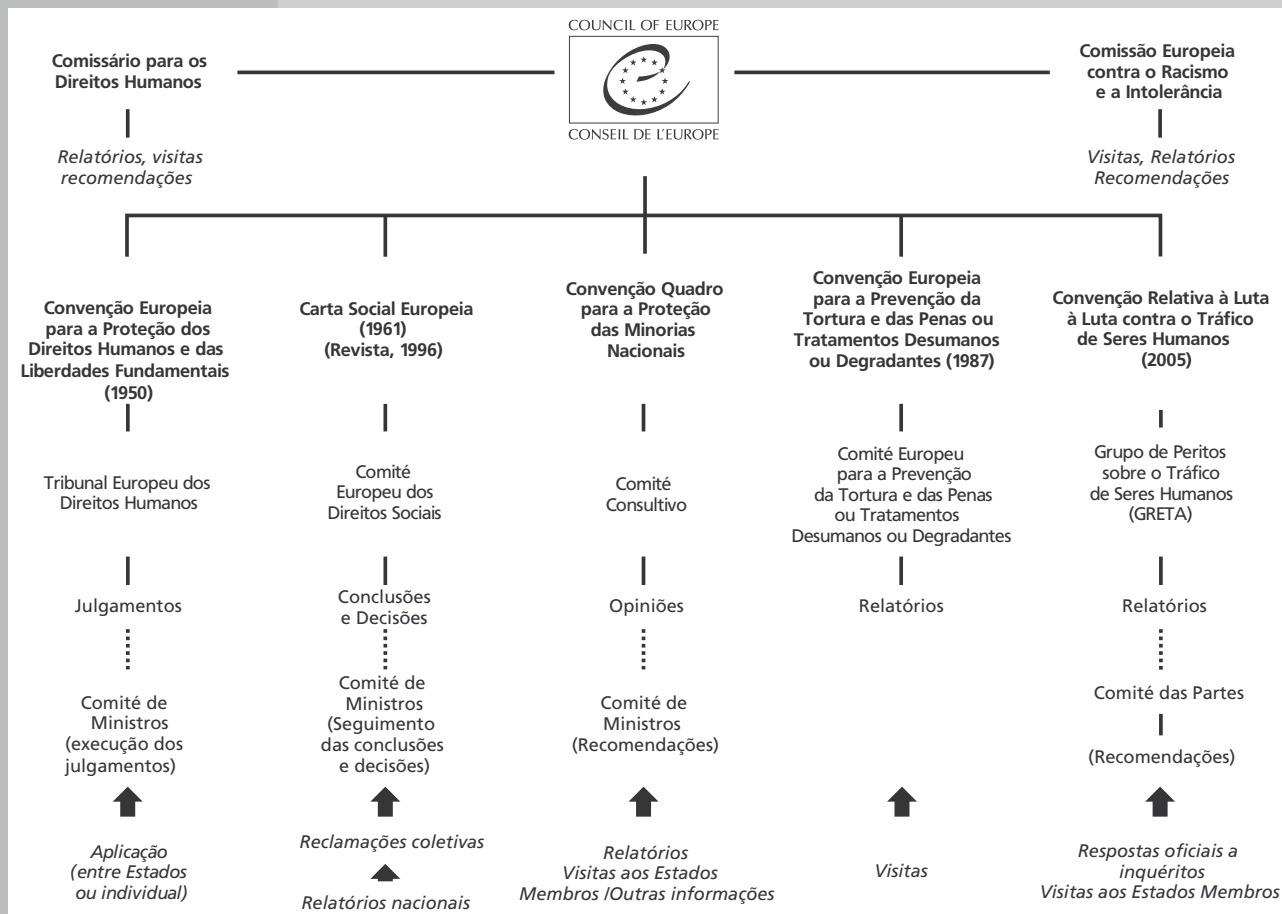 COUNCIL OF EUROPE
CONSEIL DE L'EUROPE
Comissário para os
Direitos Humanos
Relatórios, visitas
recomendações
Comissão Europeia
contra o Racismo
e a Intolerância
Visitas, Relatórios
Recomendações
Convenção Europeia
para a Proteção dos
Direitos Humanos e das
Liberdades Fundamentais
(1950)
Tribunal Europeu dos
Direitos Humanos
Julgamentos
Comité de
Ministros
(execução dos
julgamentos)
Aplicação
(entre Estados
ou individual)
Carta Social Europeia
(1961)
(Revista, 1996)
Comité
Europeu dos
Direitos Sociais
Conclusões
e Decisões
Comité de
Ministros
(Seguimento
das conclusões
e decisões)
Reclamações coletivas
Relatórios nacionais
Convenção Quadro
para a Proteção
das Minorias
Nacionais
Comité
Consultivo
Opiniões
Comité de
Ministros
(Recomendações)
Relatórios
Visitas aos Estados
Membros /Outras informações
Convenção Europeia
para a Prevenção da
Tortura e das Penas ou
Tratamentos Desumanos
ou Degradantes (1987)
Comité Europeu
para a Prevenção
da Tortura e das Penas
ou Tratamentos
Desumanos ou Degradantes
Relatórios
Visitas
Convenção Relativa à Luta
à Luta contra o Tráfico
de Seres Humanos
(2005)
Grupo de Peritos
sobre o Tráfico
de Seres Humanos
(GRETA)
Relatórios
Comité das Partes
(Recomendações)
Respostas oficiais a
inquéritos
Visitas aos Estados Membros